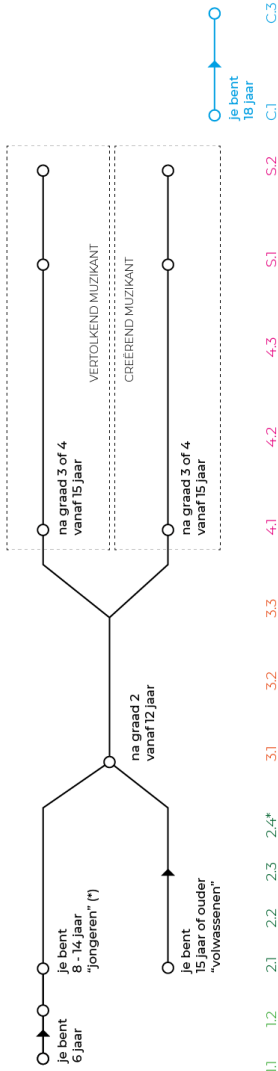 je bent
6 jaar
je bent
8 - 14 jaar
“jongeren” (*)
je bent
15 jaar of ouder
“volwassenen”
na graad 2
vanaf 12 jaar
na graad 3 of 4
vanaf 15 jaar
VERTOLKEND MUZIKANT
na graad 3 of 4
vanaf 15 jaar
CREËREND MUZIKANT
je bent
18 jaar
1.1 1.2 2.1 2.2 2.3 2.4* 3.1 3.2 3.3 4.1 4.2 4.3 S.1 S.2 C.1 C.3